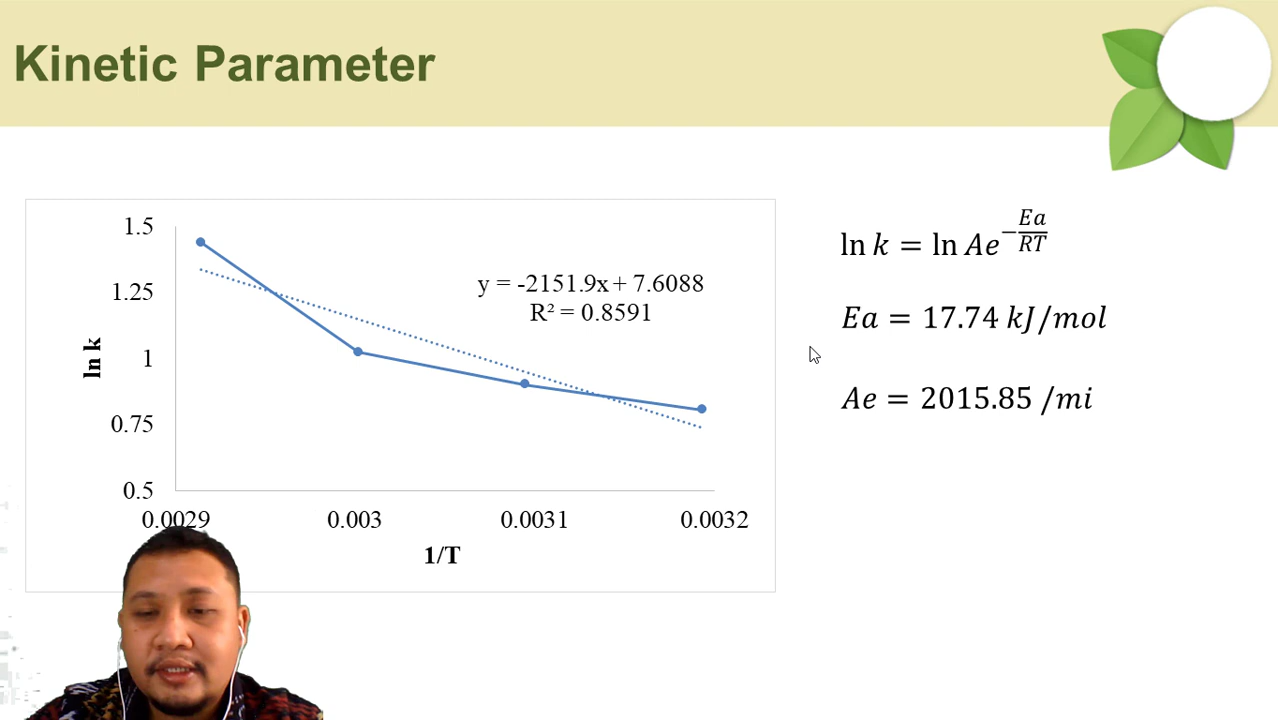 Kinetic Parameter
1.5
1.25
1
0.75
0.5
ln k
y = -2151.9x + 7.6088
R² = 0.8591
0.0029 0.003 0.0031 0.0032
1/T
ln k = ln Ae^{-Ea/RT}
Ea = 17.74 kJ/mol
Ae = 2015.85 /mi